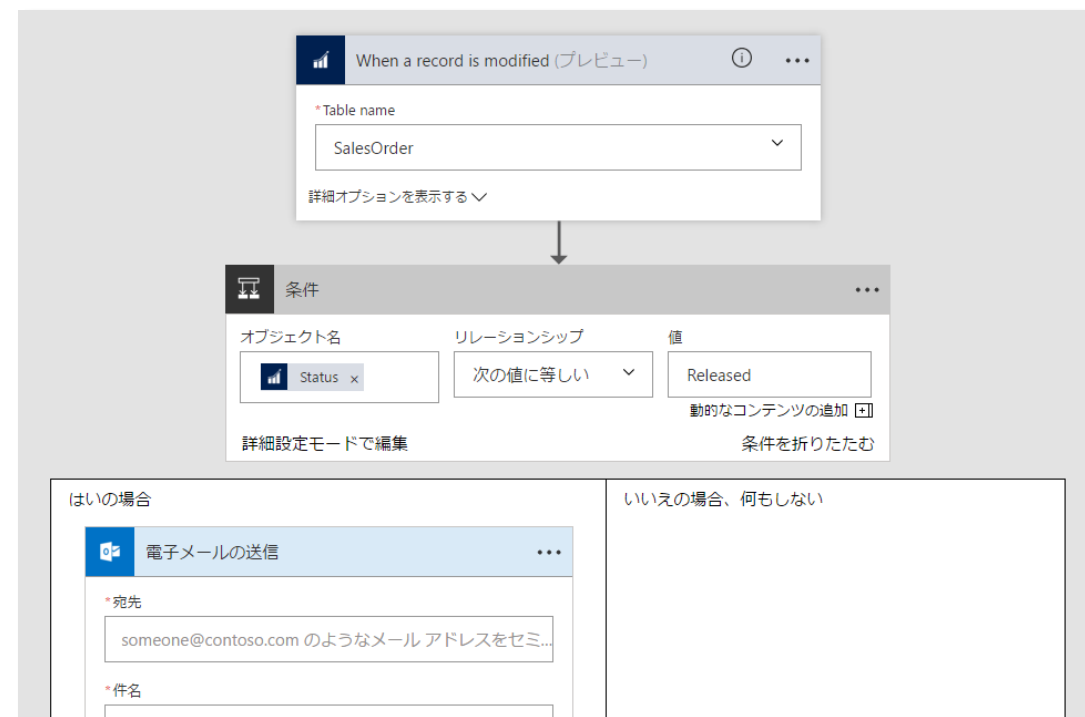 When a record is modified (プレビュー)
*Table name
SalesOrder
詳細オプションを表示する
条件
オブジェクト名 リレーションシップ 値
Status × 次の値に等しい Released
動的なコンテンツの追加
詳細設定モードで編集 条件を折りたたむ
はいの場合 いいえの場合、何もしない
電子メールの送信
*宛先
someone@contoso.com のようなメール アドレスをセミ...
*件名